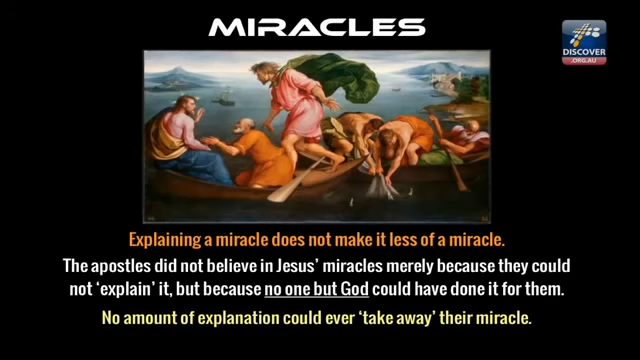 MIRACLES
DISCOVER
.ORG.AU
Explaining a miracle does not make it less of a miracle.
The apostles did not believe in Jesus’ miracles merely because they could
not ‘explain’ it, but because no one but God could have done it for them.
No amount of explanation could ever ‘take away’ their miracle.